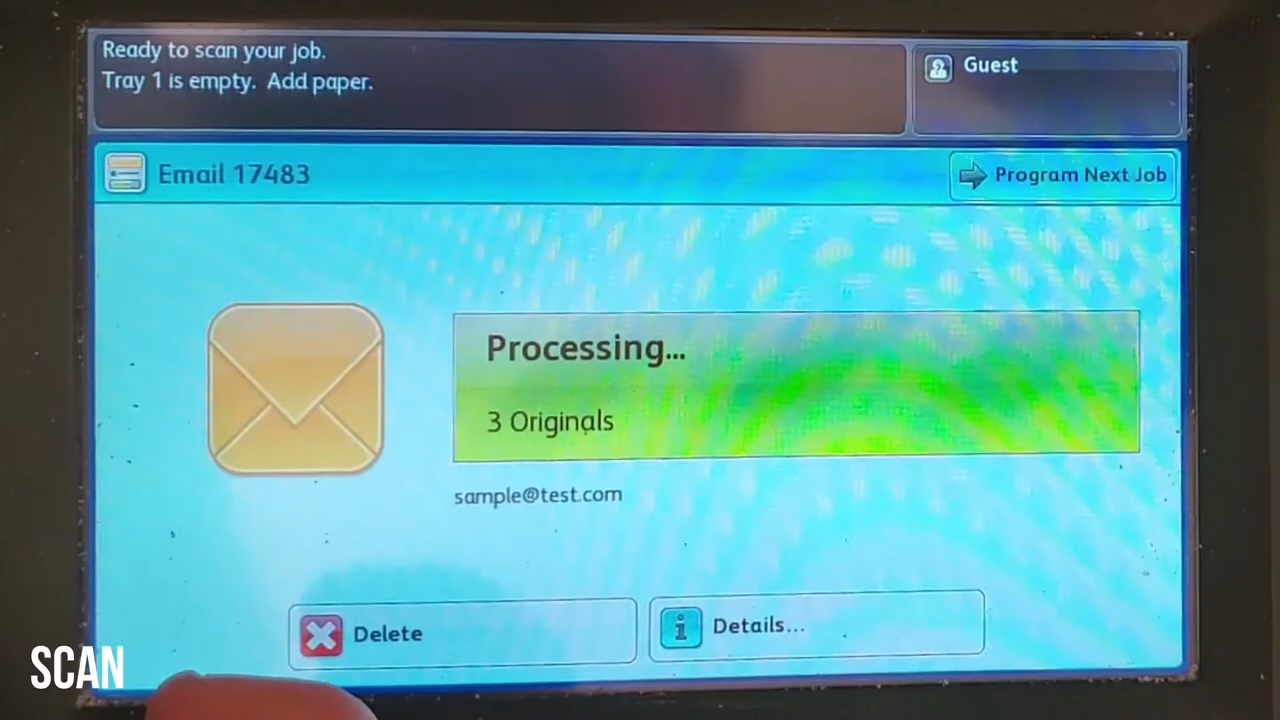 Ready to scan your job.
Tray 1 is empty. Add paper.
Guest
Email 17483
Program Next Job
Processing...
3 Originals
sample@test.com
Delete
Details...
SCAN